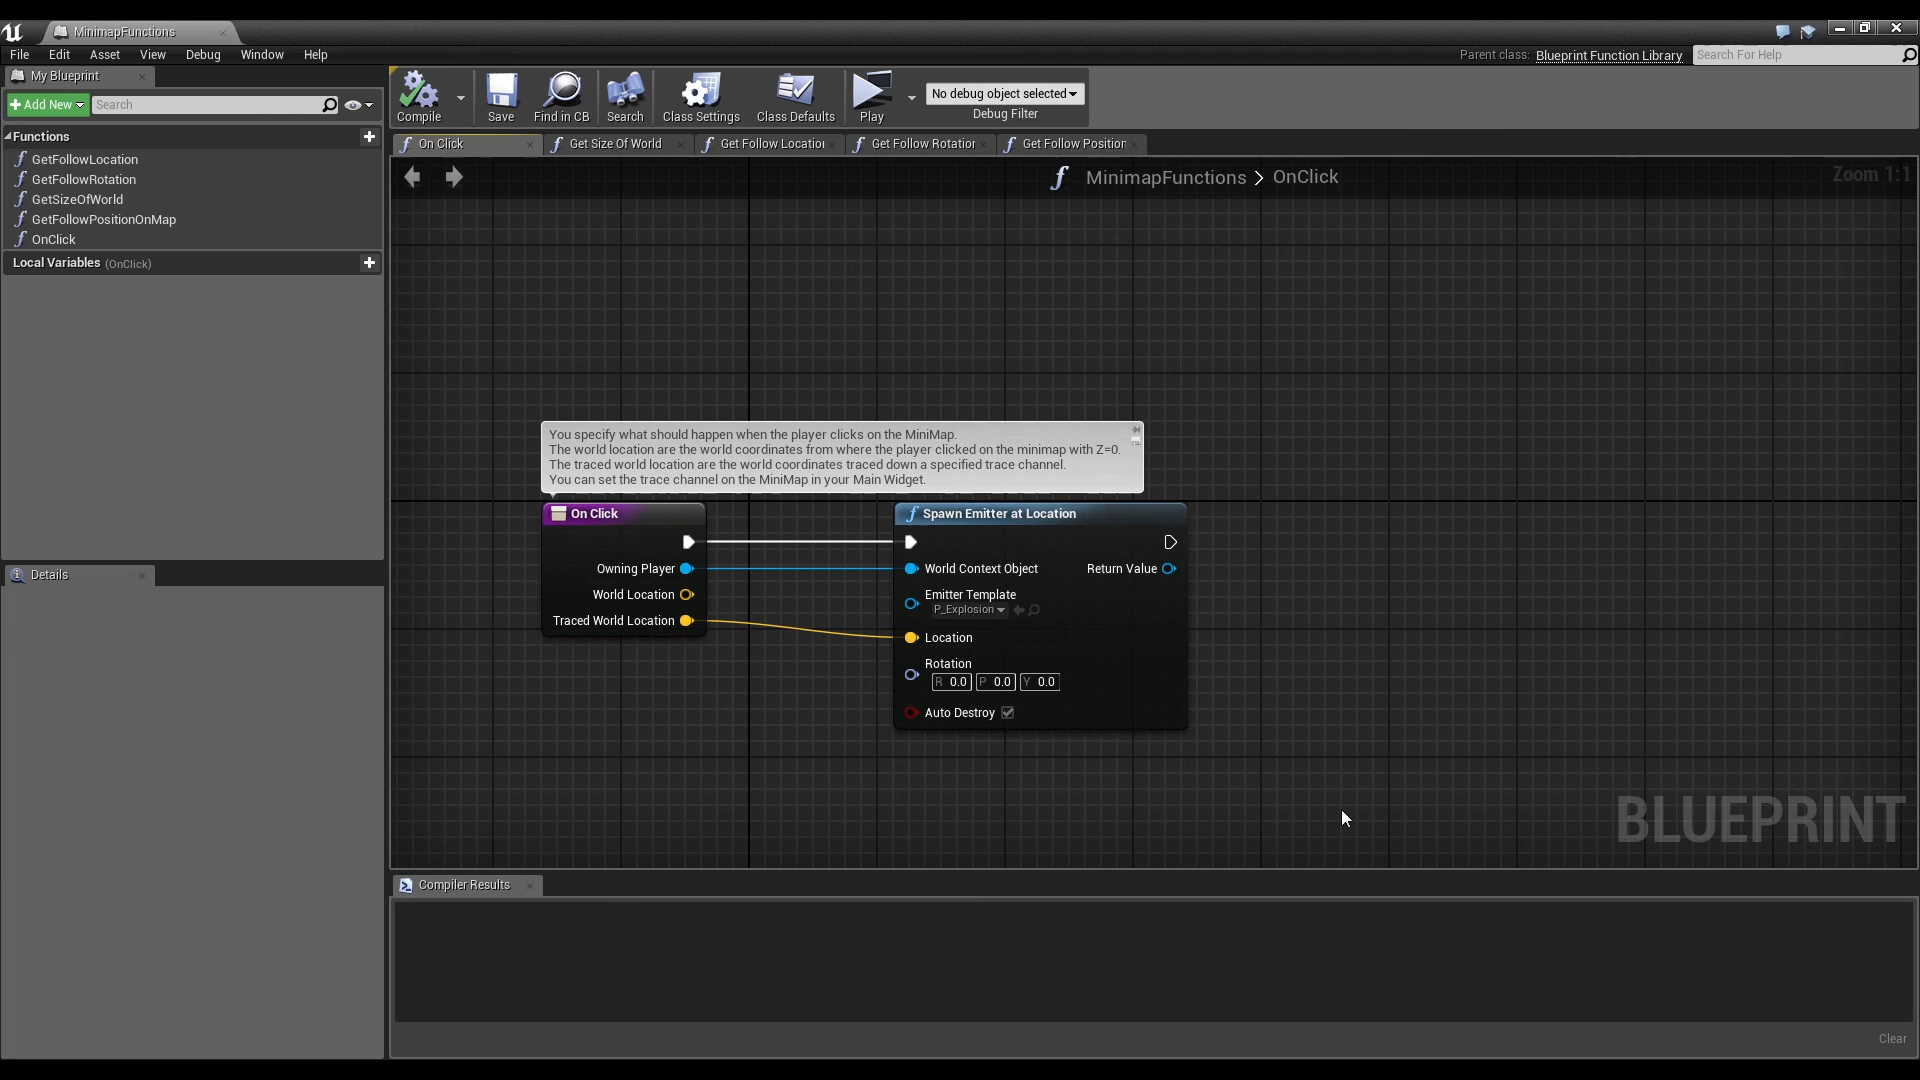 MinimapFunctions
File Edit Asset View Debug Window Help
Parent class: Blueprint Function Library Search For Help
My Blueprint
Add New Search
Functions
GetFollowLocation
GetFollowRotation
GetSizeOfWorld
GetFollowPositionOnMap
OnClick
Local Variables (OnClick)
Details
Compile Save Find in CB Search Class Settings Class Defaults Play
No debug object selected
Debug Filter
On Click Get Size Of World Get Follow Location Get Follow Rotation Get Follow Position
MinimapFunctions > OnClick
Zoom 1:1
You specify what should happen when the player clicks on the MiniMap.
The world location are the world coordinates from where the player clicked on the minimap with Z=0.
The traced world location are the world coordinates traced down a specified trace channel.
You can set the trace channel on the MiniMap in your Main Widget.
On Click
Owning Player
World Location
Traced World Location
Spawn Emitter at Location
World Context Object Return Value
Emitter Template
P_Explosion
Location
Rotation
R 0.0 P 0.0 Y 0.0
Auto Destroy
BLUEPRINT
Compiler Results
Clear